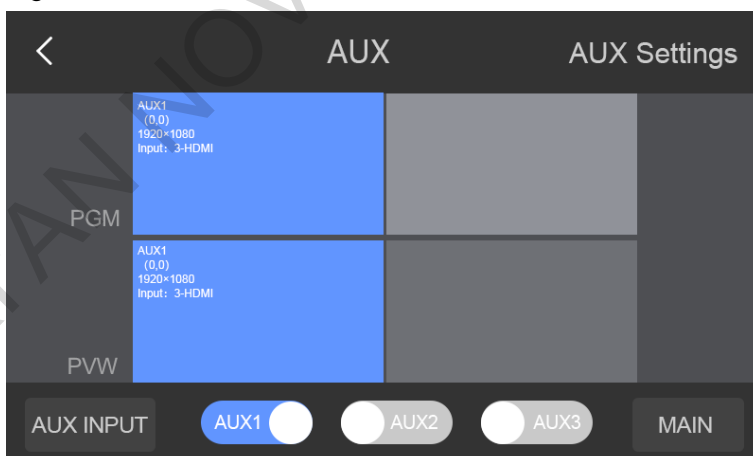 AUX
AUX Settings
AUX1
(0,0)
1920×1080
Input: 3-HDMI
PGM
AUX1
(0,0)
1920×1080
Input: 3-HDMI
PVW
AUX INPUT
AUX1
AUX2
AUX3
MAIN